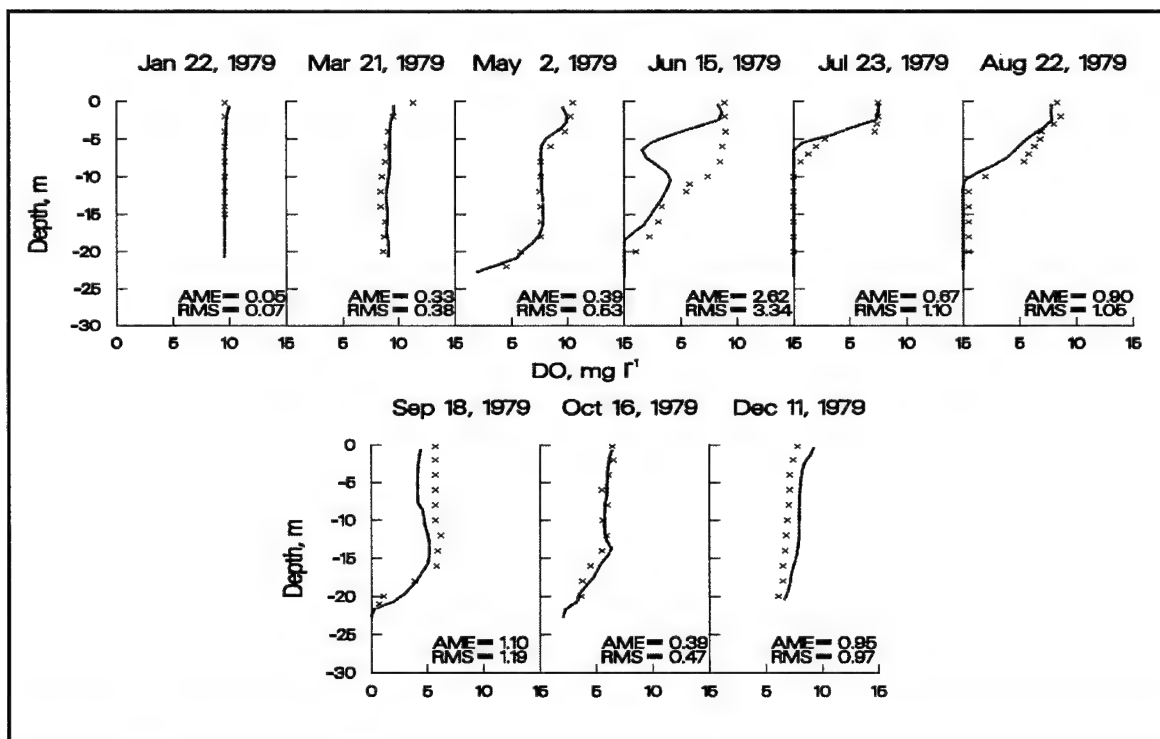 Jan 22, 1979 Mar 21, 1979 May 2, 1979 Jun 15, 1979 Jul 23, 1979 Aug 22, 1979
0
-5
-10
-15
-20
-25
-30
Depth, m
AME = 0.05 AME = 0.33 AME = 0.39 AME = 2.62 AME = 0.67 AME = 0.90
RMS = 0.07 RMS = 0.38 RMS = 0.53 RMS = 3.34 RMS = 1.10 RMS = 1.05
0 5 10 15 5 10 15 5 10 15 5 10 15 5 10 15 5 10 15
DO, mg l⁻¹
Sep 18, 1979 Oct 16, 1979 Dec 11, 1979
0
-5
-10
-15
-20
-25
-30
Depth, m
AME = 1.10 AME = 0.39 AME = 0.95
RMS = 1.19 RMS = 0.47 RMS = 0.97
0 5 10 15 5 10 15 5 10 15